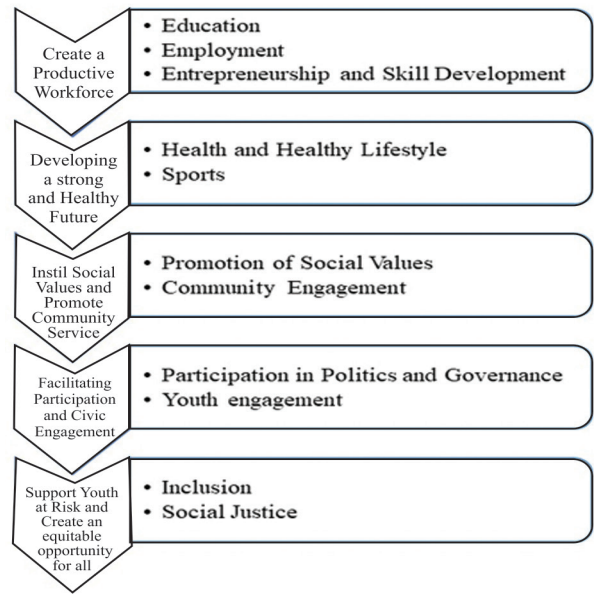 Create a
Productive
Workforce
• Education
• Employment
• Entrepreneurship and Skill Development
Developing
a strong
and Healthy
Future
• Health and Healthy Lifestyle
• Sports
Instil Social
Values and
Promote
Community
Service
• Promotion of Social Values
• Community Engagement
Facilitating
Participation
and Civic
Engagement
• Participation in Politics and Governance
• Youth engagement
Support Youth
at Risk and
Create an
equitable
opportunity
for all
• Inclusion
• Social Justice